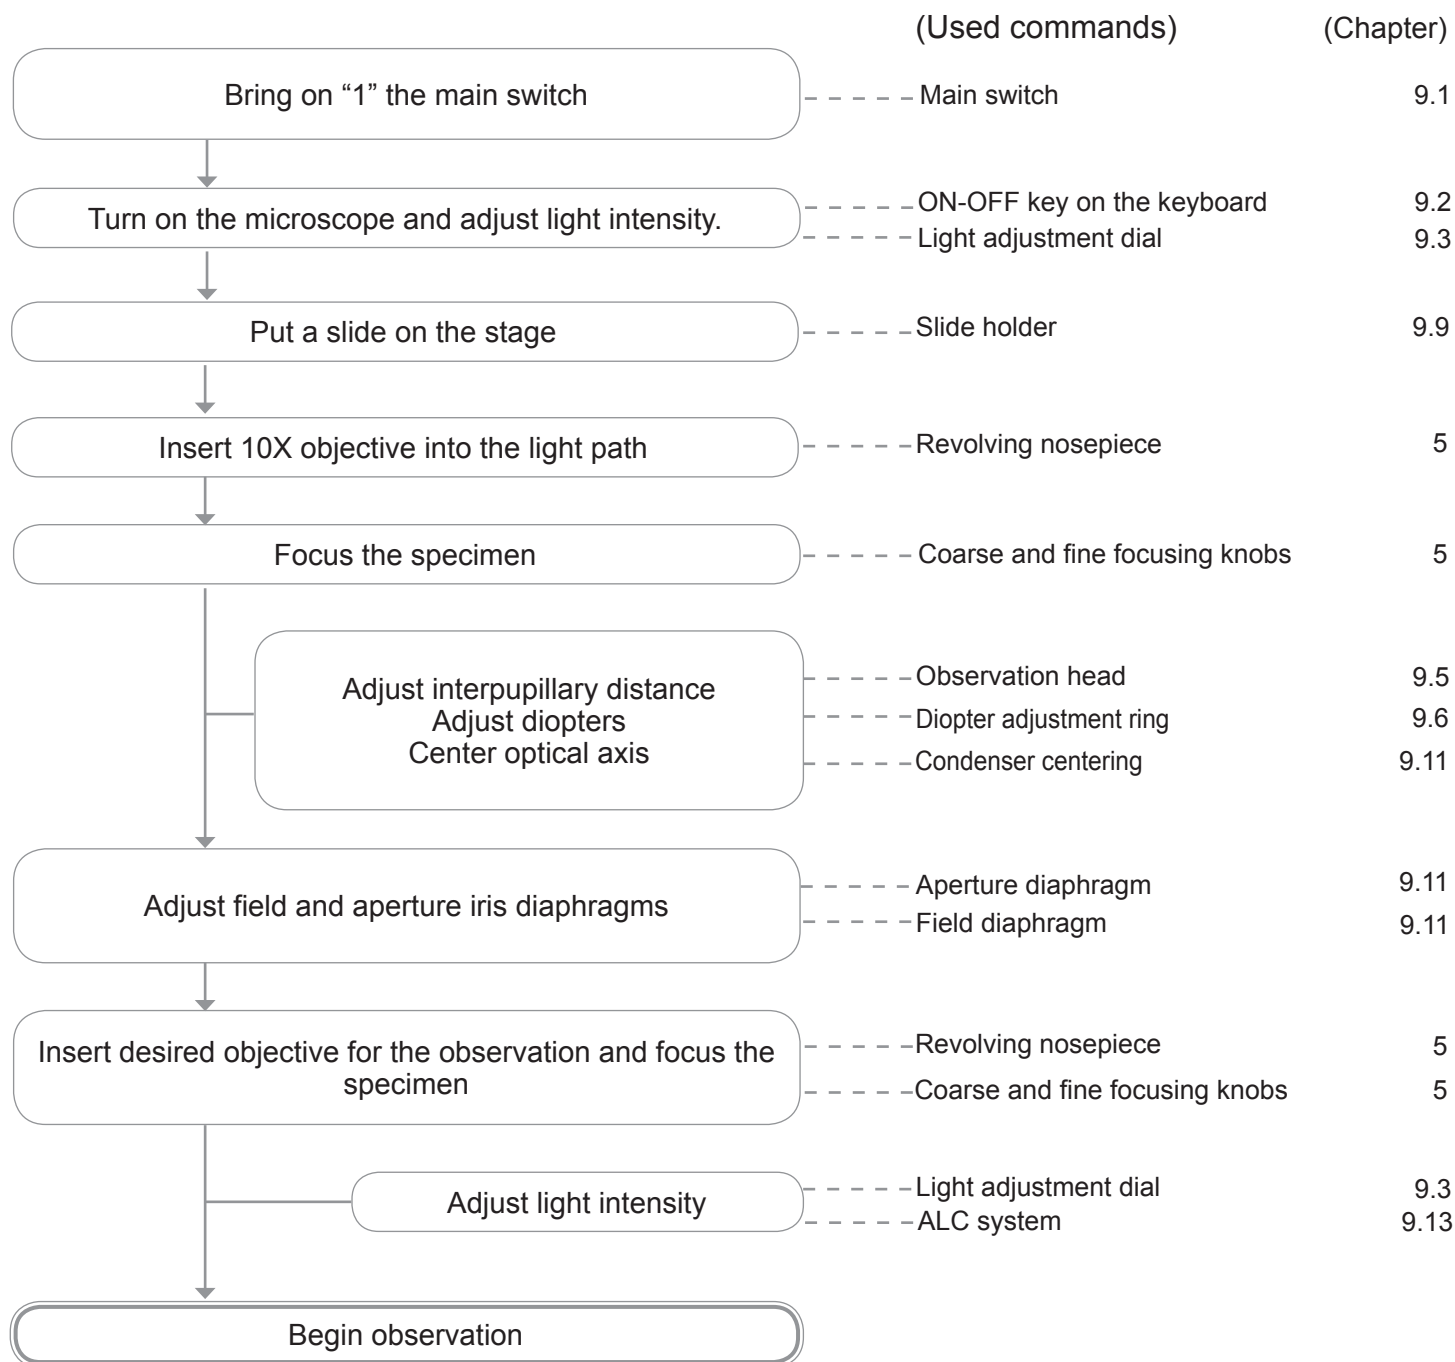 (Used commands) (Chapter)
Bring on “1” the main switch
Main switch 9.1
Turn on the microscope and adjust light intensity.
ON-OFF key on the keyboard 9.2
Light adjustment dial 9.3
Put a slide on the stage
Slide holder 9.9
Insert 10X objective into the light path
Revolving nosepiece 5
Focus the specimen
Coarse and fine focusing knobs 5
Adjust interpupillary distance
Adjust diopters
Center optical axis
Observation head 9.5
Diopter adjustment ring 9.6
Condenser centering 9.11
Adjust field and aperture iris diaphragms
Aperture diaphragm 9.11
Field diaphragm 9.11
Insert desired objective for the observation and focus the
specimen
Revolving nosepiece 5
Coarse and fine focusing knobs 5
Adjust light intensity
Light adjustment dial 9.3
ALC system 9.13
Begin observation